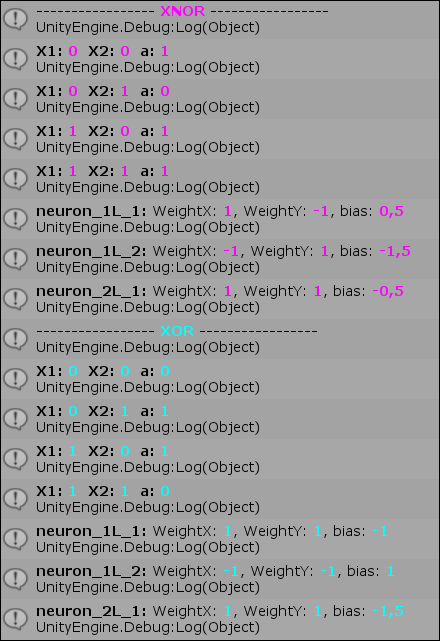 ----------------- XNOR -----------------
UnityEngine.Debug:Log(Object)
X1: 0 X2: 0 a: 1
UnityEngine.Debug:Log(Object)
X1: 0 X2: 1 a: 0
UnityEngine.Debug:Log(Object)
X1: 1 X2: 0 a: 1
UnityEngine.Debug:Log(Object)
X1: 1 X2: 1 a: 1
UnityEngine.Debug:Log(Object)
neuron_1L_1: WeightX: 1, WeightY: -1, bias: 0,5
UnityEngine.Debug:Log(Object)
neuron_1L_2: WeightX: -1, WeightY: 1, bias: -1,5
UnityEngine.Debug:Log(Object)
neuron_2L_1: WeightX: 1, WeightY: 1, bias: -0,5
UnityEngine.Debug:Log(Object)
----------------- XOR -----------------
UnityEngine.Debug:Log(Object)
X1: 0 X2: 0 a: 0
UnityEngine.Debug:Log(Object)
X1: 0 X2: 1 a: 1
UnityEngine.Debug:Log(Object)
X1: 1 X2: 0 a: 1
UnityEngine.Debug:Log(Object)
X1: 1 X2: 1 a: 0
UnityEngine.Debug:Log(Object)
neuron_1L_1: WeightX: 1, WeightY: 1, bias: -1
UnityEngine.Debug:Log(Object)
neuron_1L_2: WeightX: -1, WeightY: -1, bias: 1
UnityEngine.Debug:Log(Object)
neuron_2L_1: WeightX: 1, WeightY: 1, bias: -1,5
UnityEngine.Debug:Log(Object)